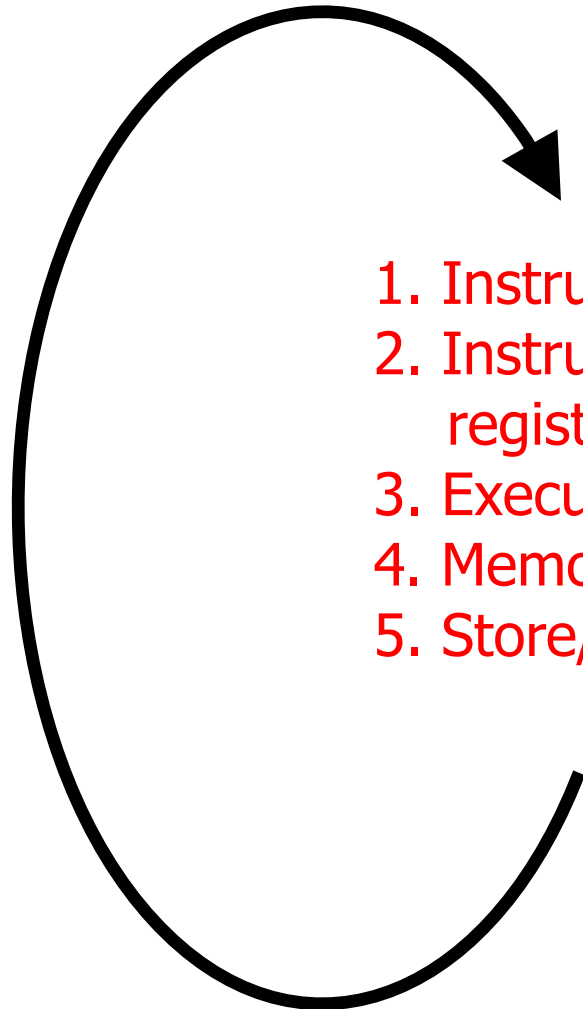 1. Instru
2. Instru
regist
3. Execu
4. Memo
5. Store/